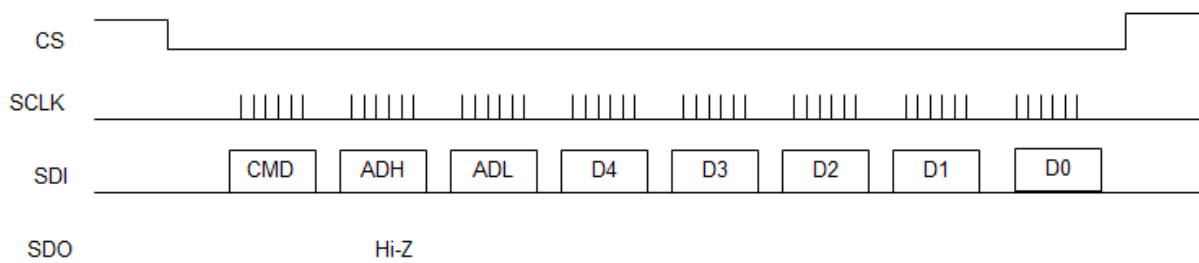 CS
SCLK
SDI CMD ADH ADL D4 D3 D2 D1 D0
SDO Hi-Z